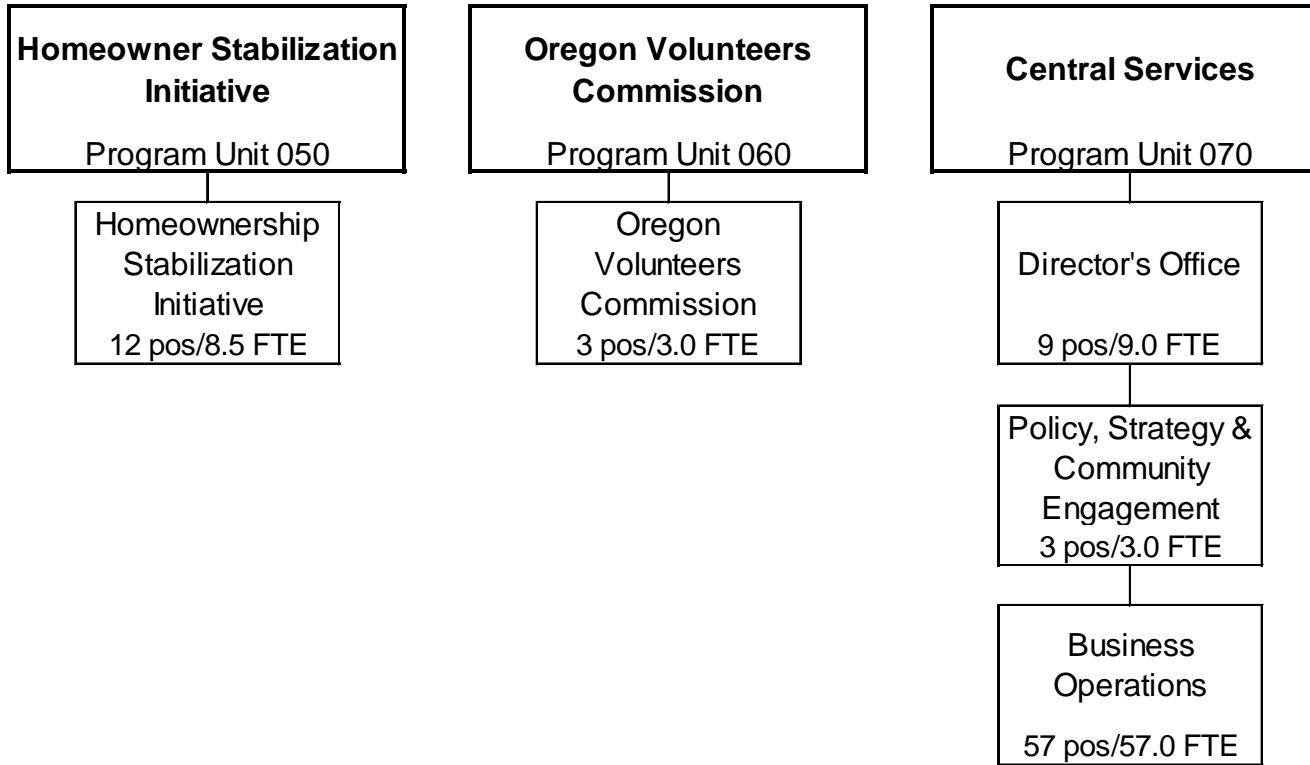 Homeowner Stabilization
Initiative
Program Unit 050
Homeownership
Stabilization
Initiative
12 pos/8.5 FTE
Oregon Volunteers
Commission
Program Unit 060
Oregon
Volunteers
Commission
3 pos/3.0 FTE
Central Services
Program Unit 070
Director's Office
9 pos/9.0 FTE
Policy, Strategy &
Community
Engagement
3 pos/3.0 FTE
Business
Operations
57 pos/57.0 FTE